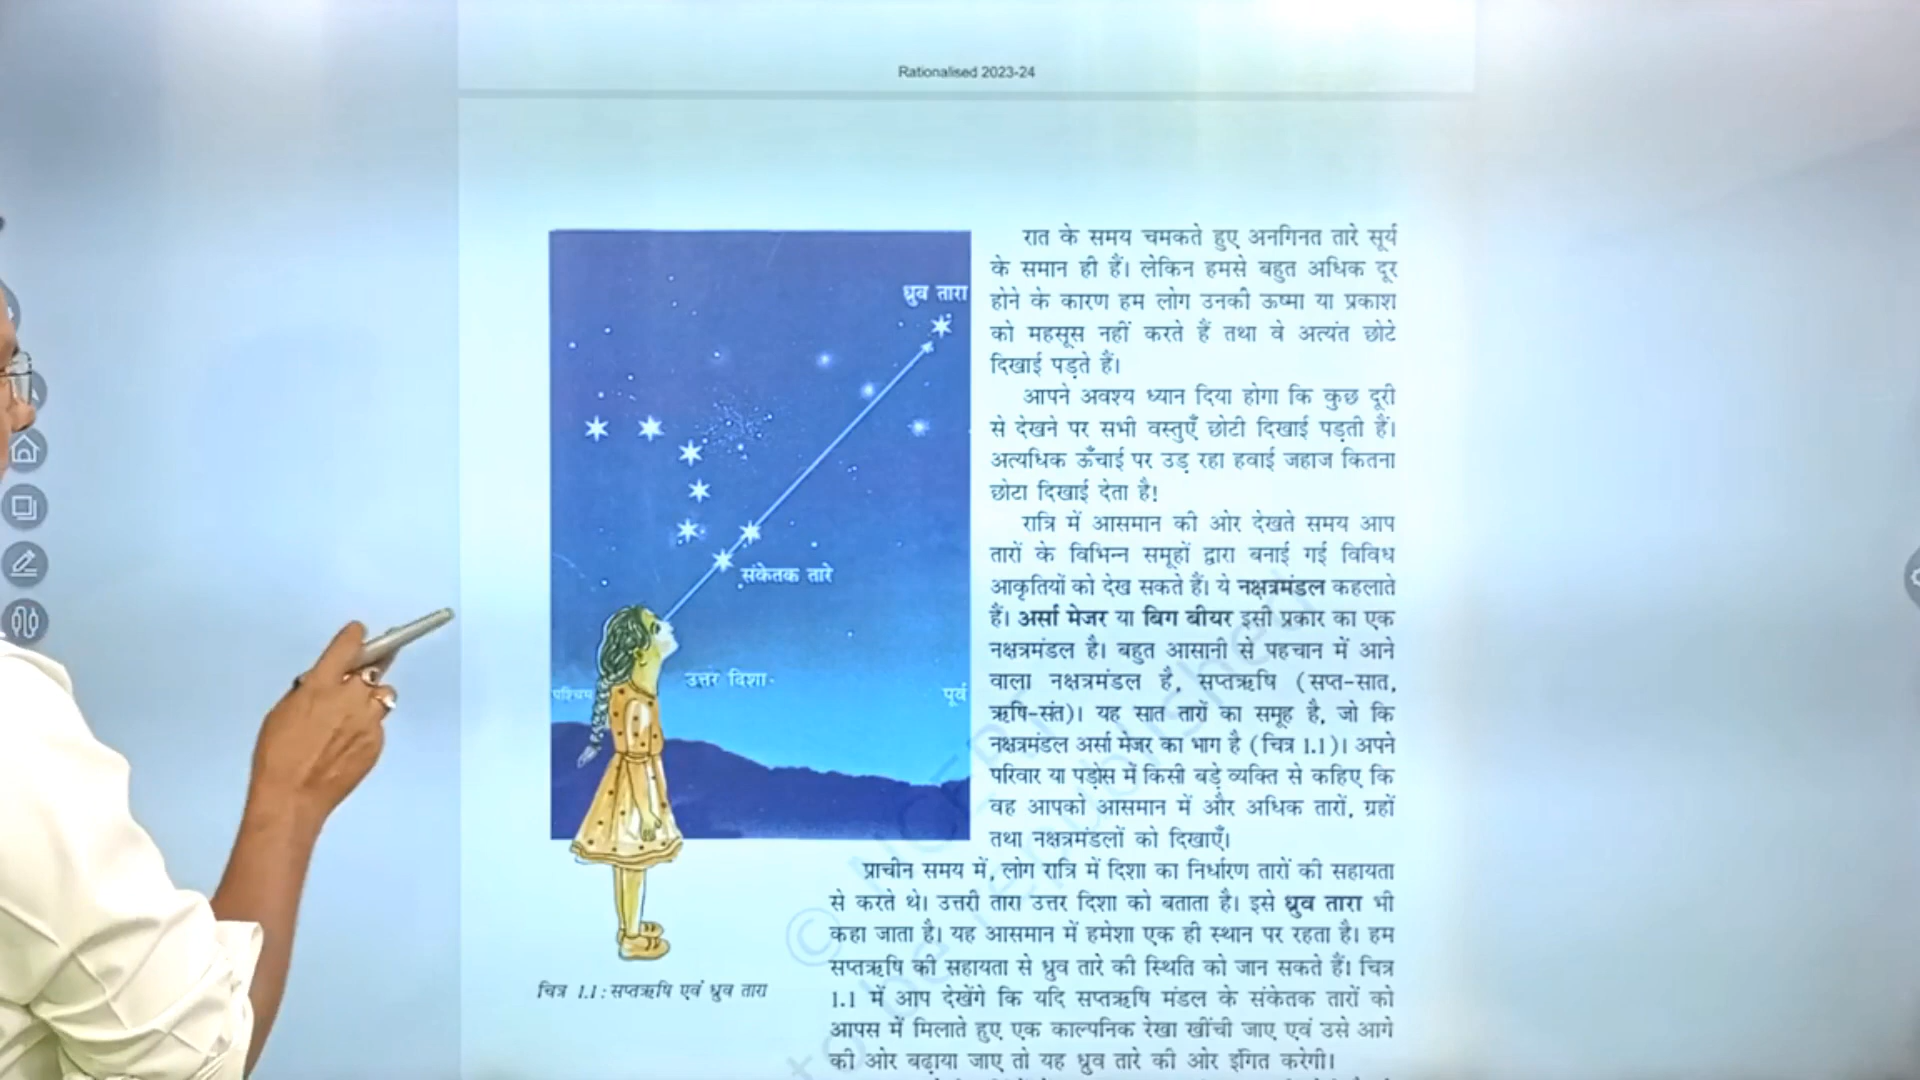 Rationalised 2023-24
ध्रुव तारा
संकेतक तारे
उत्तर दिशा
पश्चिम
पूर्व
चित्र 1.1: सप्तऋषि एवं ध्रुव तारा
रात के समय चमकते हुए अनगिनत तारे सूर्य
के समान ही हैं। लेकिन हमसे बहुत अधिक दूर
होने के कारण हम लोग उनकी ऊष्मा या प्रकाश
को महसूस नहीं करते हैं तथा वे अत्यंत छोटे
दिखाई पड़ते हैं।
आपने अवश्य ध्यान दिया होगा कि कुछ दूरी
से देखने पर सभी वस्तुएँ छोटी दिखाई पड़ती हैं।
अत्यधिक ऊँचाई पर उड़ रहा हवाई जहाज कितना
छोटा दिखाई देता है!
रात्रि में आसमान की ओर देखते समय आप
तारों के विभिन्न समूहों द्वारा बनाई गई विविध
आकृतियों को देख सकते हैं। ये नक्षत्रमंडल कहलाते
हैं। अर्सा मेजर या बिग बीयर इसी प्रकार का एक
नक्षत्रमंडल है। बहुत आसानी से पहचान में आने
वाला नक्षत्रमंडल है, सप्तऋषि (सप्त-सात,
ऋषि-संत)। यह सात तारों का समूह है, जो कि
नक्षत्रमंडल अर्सा मेजर का भाग है (चित्र 1.1)। अपने
परिवार या पड़ोस में किसी बड़े व्यक्ति से कहिए कि
वह आपको आसमान में और अधिक तारों, ग्रहों
तथा नक्षत्रमंडलों को दिखाएँ।
प्राचीन समय में, लोग रात्रि में दिशा का निर्धारण तारों की सहायता
से करते थे। उत्तरी तारा उत्तर दिशा को बताता है। इसे ध्रुव तारा भी
कहा जाता है। यह आसमान में हमेशा एक ही स्थान पर रहता है। हम
सप्तऋषि की सहायता से ध्रुव तारे की स्थिति को जान सकते हैं। चित्र
1.1 में आप देखेंगे कि यदि सप्तऋषि मंडल के संकेतक तारों को
आपस में मिलाते हुए एक काल्पनिक रेखा खींची जाए एवं उसे आगे
की ओर बढ़ाया जाए तो यह ध्रुव तारे की ओर इंगित करेगी।